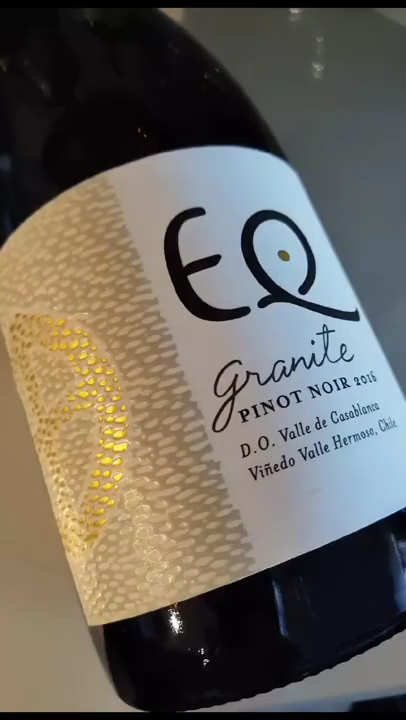 EQ
granite
PINOT NOIR 2016
D.O. Valle de Casablanca
Viñedo Valle Hermoso, Chile